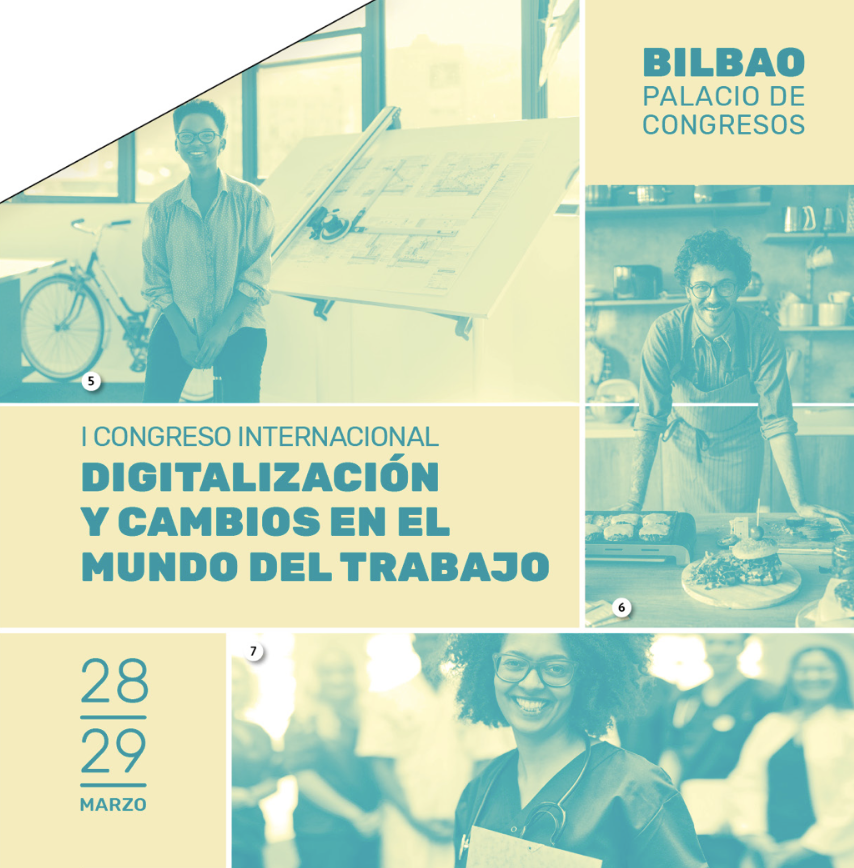 BILBAO
PALACIO DE
CONGRESOS
5
I CONGRESO INTERNACIONAL
DIGITALIZACIÓN
Y CAMBIOS EN EL
MUNDO DEL TRABAJO
6
7
28
29
MARZO